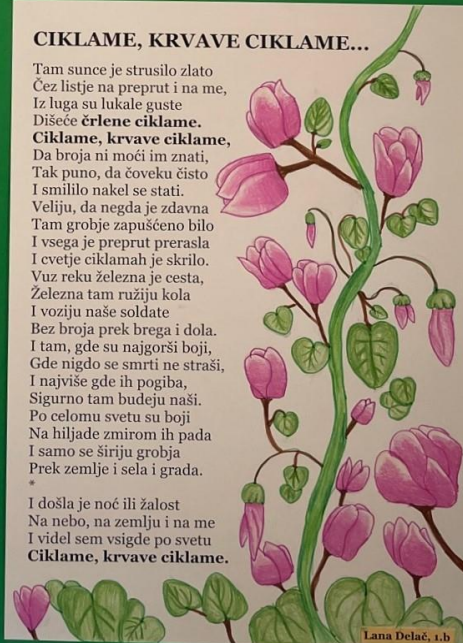 CIKLAME, KRVAVE CIKLAME...
Tam sunce je strusilo zlato
Čez listje na preprut i na me,
Iz luga su lukale guste
Dišeće črlene ciklame.
Ciklame, krvave ciklame,
Da broja ni moći im znati,
Tak puno, da čoveku čisto
I smililo nakel se stati.
Veliju, da negda je zdavna
Tam grobje zapušćeno bilo
I vsega je preprut prerasla
I cvetje ciklamah je skrilo.
Vuz reku železna je cesta,
Železna tam ružiju kola
I voziju naše soldate
Bez broja prek brega i dola.
I tam, gde su najgorši boji,
Gde nigdo se smrti ne straši,
I najviše gde ih pogiba,
Sigurno tam budeju naši.
Po celomu svetu su boji
Na hiljade zmirom ih pada
I samo se širiju grobja
Prek zemlje i sela i grada.
*
I došla je noć ili žalost
Na nebo, na zemlju i na me
I videl sem vsigde po svetu
Ciklame, krvave ciklame.
Lana Delač, 1.b